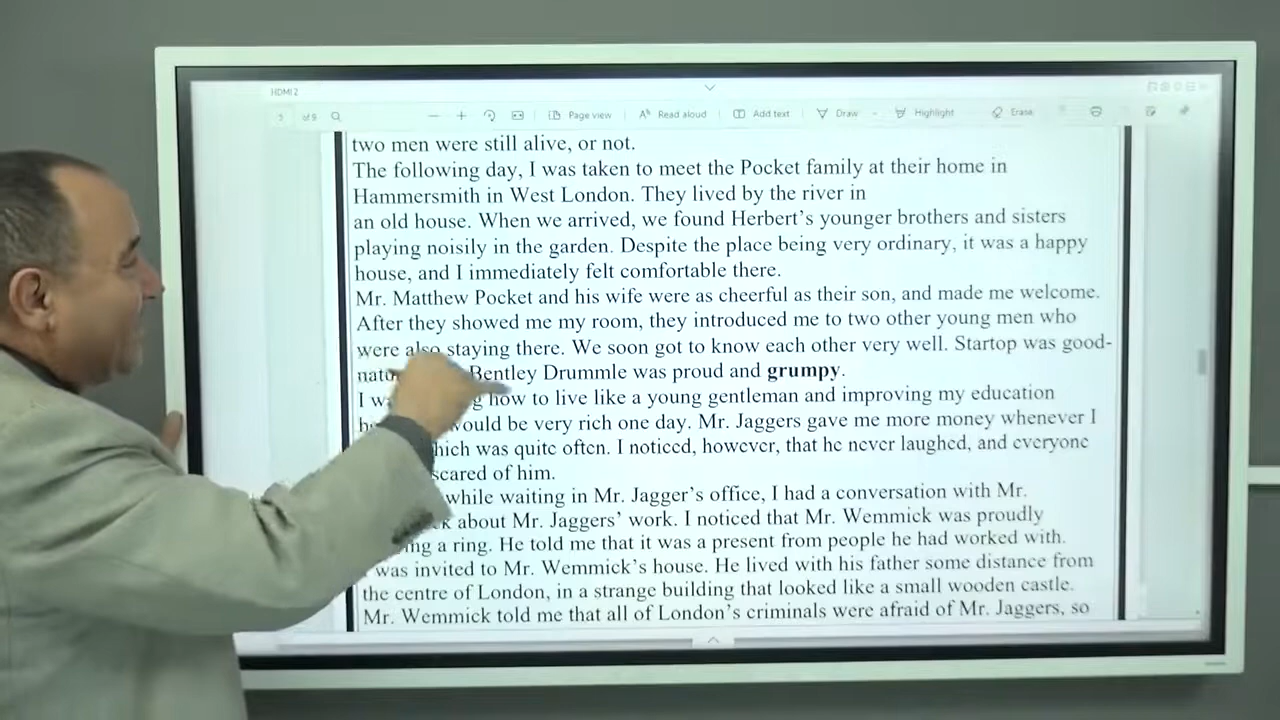 HDMI 2
5 of 9 Page view Read aloud Add text Draw Highlight Erase
two men were still alive, or not.
The following day, I was taken to meet the Pocket family at their home in
Hammersmith in West London. They lived by the river in
an old house. When we arrived, we found Herbert's younger brothers and sisters
playing noisily in the garden. Despite the place being very ordinary, it was a happy
house, and I immediately felt comfortable there.
Mr. Matthew Pocket and his wife were as cheerful as their son, and made me welcome.
After they showed me my room, they introduced me to two other young men who
were also staying there. We soon got to know each other very well. Startop was good-
Bentley Drummle was proud and grumpy.
I how to live like a young gentleman and improving my education
would be very rich one day. Mr. Jaggers gave me more money whenever I
which was quite often. I noticed, however, that he never laughed, and everyone
scared of him.
while waiting in Mr. Jagger's office, I had a conversation with Mr.
about Mr. Jaggers' work. I noticed that Mr. Wemmick was proudly
a ring. He told me that it was a present from people he had worked with.
was invited to Mr. Wemmick's house. He lived with his father some distance from
the centre of London, in a strange building that looked like a small wooden castle.
Mr. Wemmick told me that all of London's criminals were afraid of Mr. Jaggers, so